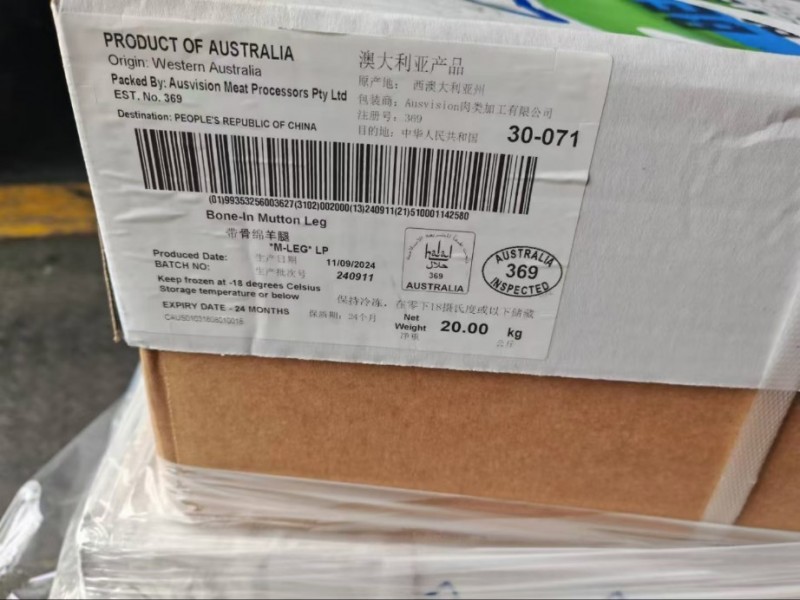 PRODUCT OF AUSTRALIA
Origin: Western Australia
Packed By: Ausvision Meat Processors Pty Ltd
EST. No. 369
Destination: PEOPLE'S REPUBLIC OF CHINA
澳大利亚产品
原产地: 西澳大利亚州
包装商: Ausvision肉类加工有限公司
注册号: 369
目的地: 中华人民共和国
30-071
(01)99353256003627(3102)002000(13)240911(21)510001142580
Bone-In Mutton Leg
带骨绵羊腿
*M-LEG* LP
Produced Date: 生产日期 11/09/2024
BATCH NO: 生产批次号 240911
Keep frozen at -18 degrees Celsius
Storage temperature or below
保持冷冻，在零下18摄氏度或以下储藏
EXPIRY DATE - 24 MONTHS 保质期: 24个月
halal
حلال
369
AUSTRALIA
AUSTRALIA
369
INSPECTED
Net
Weight 20.00 kg
净重 公斤